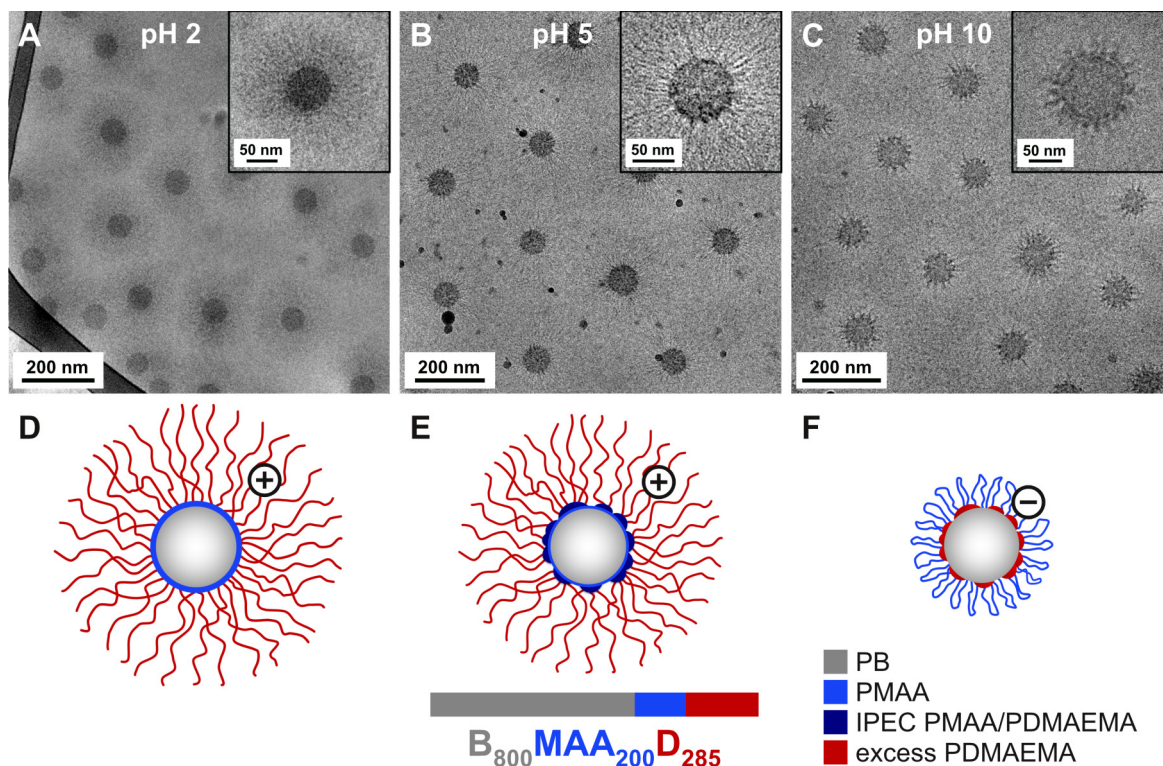 A pH 2
50 nm
200 nm
B pH 5
50 nm
200 nm
C pH 10
50 nm
200 nm
D
+
E
+
F
−
B₈₀₀MAA₂₀₀D₂₈₅
PB
PMAA
IPEC PMAA/PDMAEMA
excess PDMAEMA